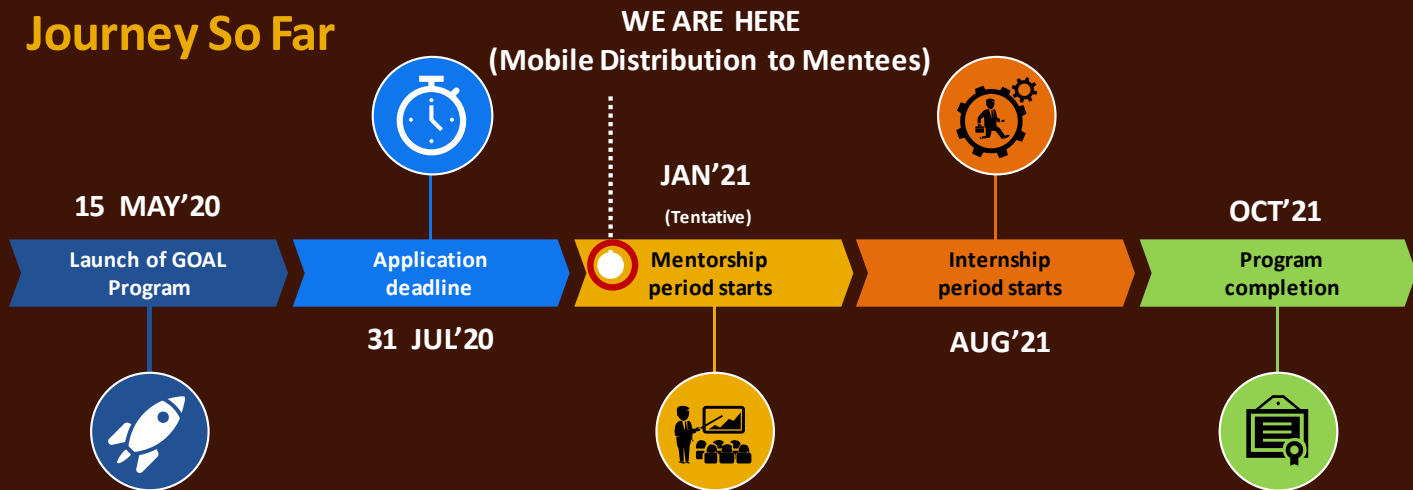 Journey So Far
WE ARE HERE
(Mobile Distribution to Mentees)
15 MAY’20
Launch of GOAL
Program
Application
deadline
31 JUL’20
JAN’21
(Tentative)
Mentorship
period starts
Internship
period starts
AUG’21
OCT’21
Program
completion